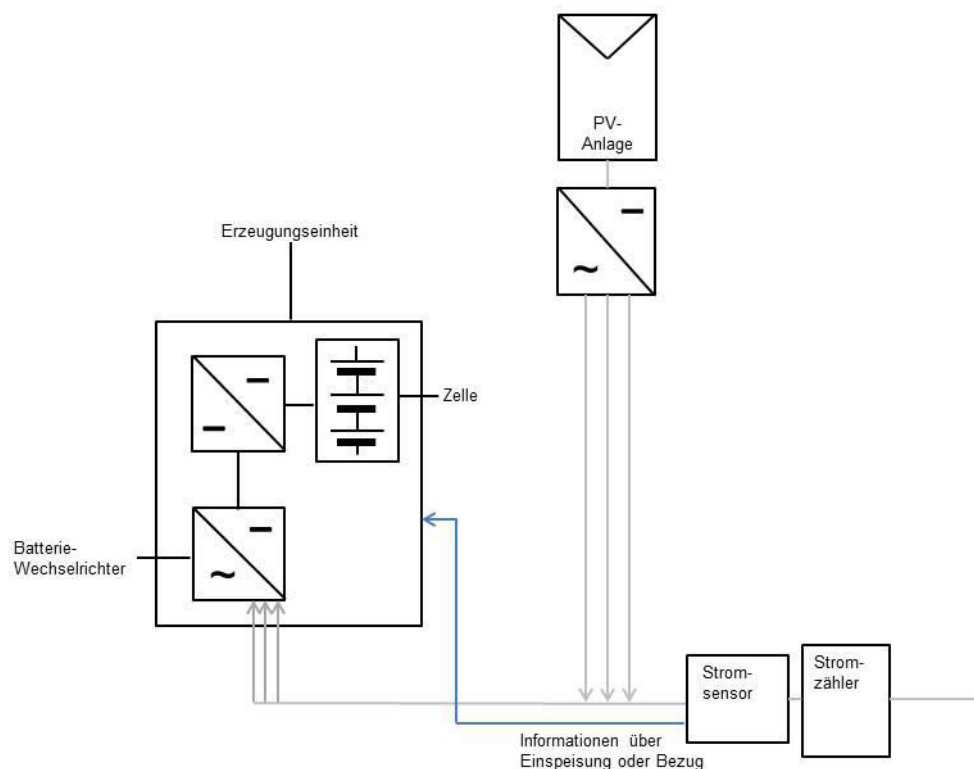 PV-
Anlage
Erzeugungseinheit
Zelle
Batterie-
Wechselrichter
Strom-
sensor
Strom-
zähler
Informationen über
Einspeisung oder Bezug